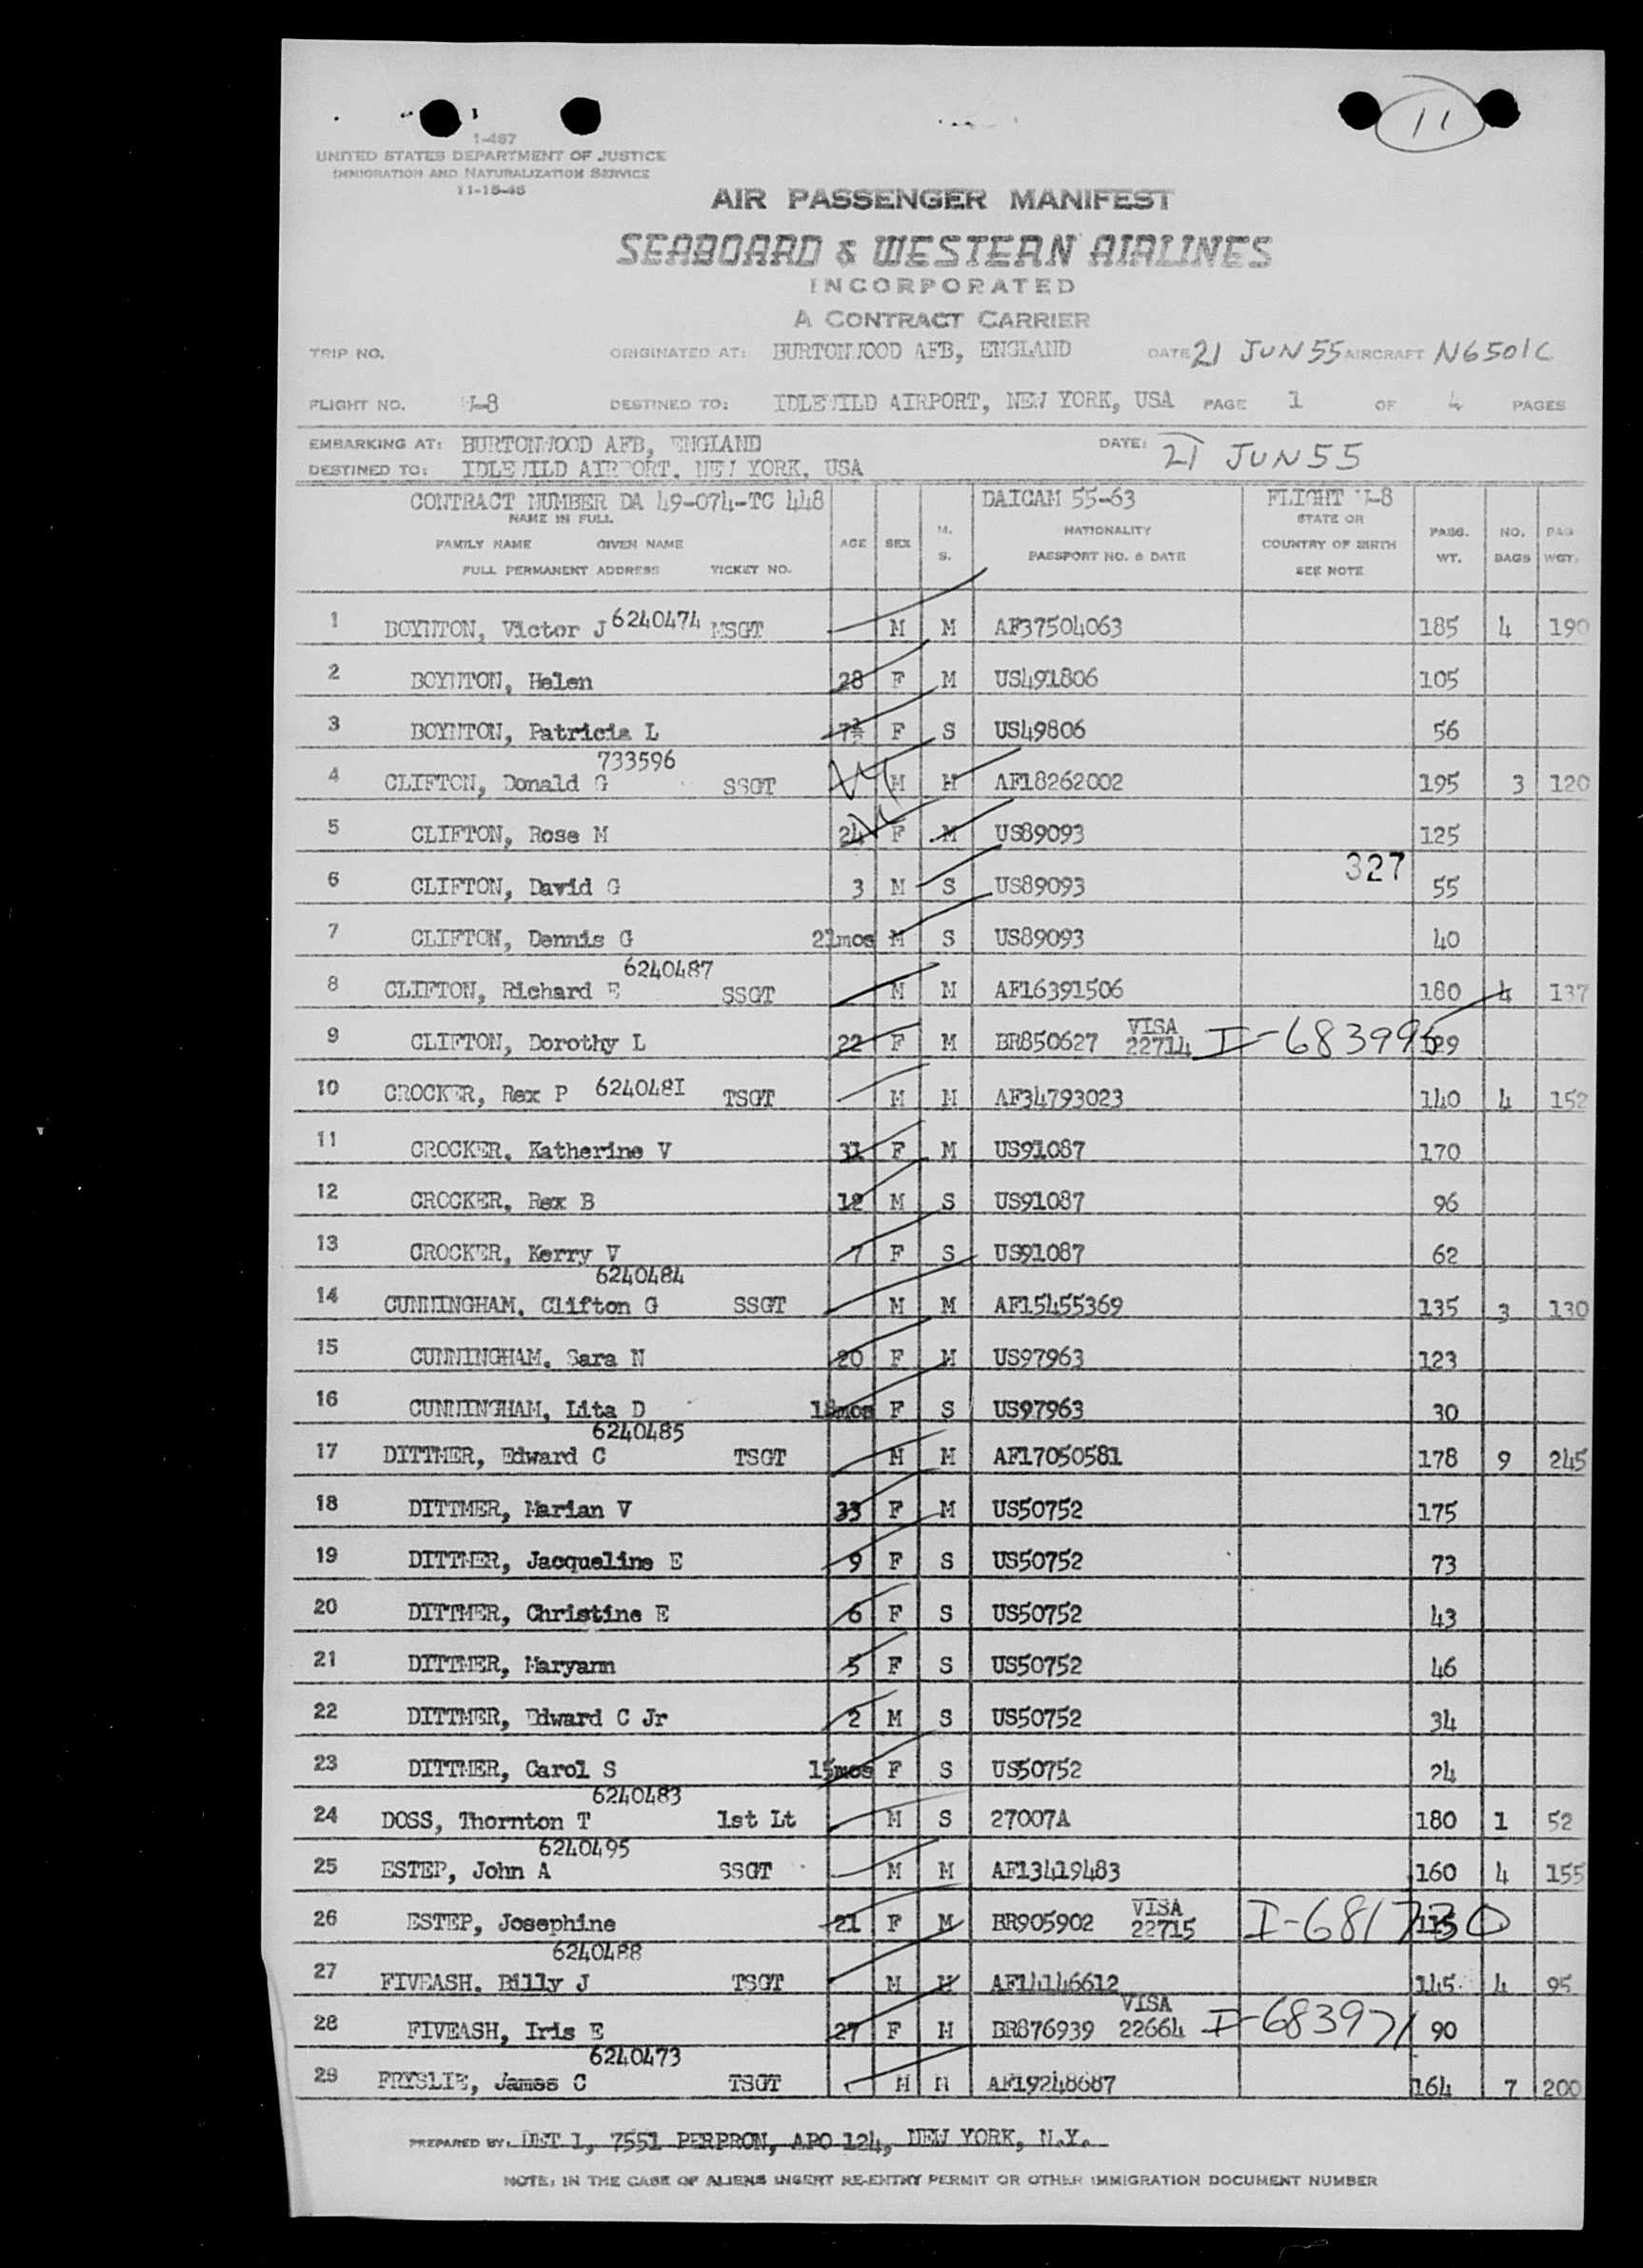 11
1-467
UNITED STATES DEPARTMENT OF JUSTICE
IMMIGRATION AND NATURALIZATION SERVICE
11-15-45
AIR PASSENGER MANIFEST
SEABOARD & WESTERN AIRLINES
INCORPORATED
A CONTRACT CARRIER
TRIP NO. ORIGINATED AT: BURTONWOOD AFB, ENGLAND DATE 21 JUN 55 AIRCRAFT N6501C
FLIGHT NO. W-8 DESTINED TO: IDLEWILD AIRPORT, NEW YORK, USA PAGE 1 OF 4 PAGES
EMBARKING AT: BURTONWOOD AFB, ENGLAND DATE: 21 JUN 55
DESTINED TO: IDLEWILD AIRPORT, NEW YORK, USA
CONTRACT NUMBER DA 49-074-TC 448 DAICAM 55-63 FLIGHT W-8
NAME IN FULL M. NATIONALITY STATE OR PASS. NO. BAG
FAMILY NAME GIVEN NAME AGE SEX S. PASSPORT NO. & DATE COUNTRY OF BIRTH WT. BAGS WGT.
FULL PERMANENT ADDRESS TICKET NO. SEE NOTE
1 BOYNTON, Victor J 6240474 MSGT M M AF37504063 185 4 190
2 BOYNTON, Helen 28 F M US491806 105
3 BOYNTON, Patricia L F S US49806 56
733596
4 CLIFTON, Donald G SSGT M M AF18262002 195 3 120
5 CLIFTON, Rose M 24 F M US89093 125
327
6 CLIFTON, David G 3 M S US89093 55
7 CLIFTON, Dennis G 21mos M S US89093 40
6240487
8 CLIFTON, Richard E SSGT M M AF16391506 180 4 137
9 CLIFTON, Dorothy L 22 F M BR850627 VISA 22714 I-683995 129
10 CROCKER, Rex P 6240481 TSGT M M AF34793023 140 4 152
11 CROCKER, Katherine V 31 F M US91087 170
12 CROCKER, Rex B 12 M S US91087 96
13 CROCKER, Kerry V 7 F S US91087 62
6240484
14 CUNNINGHAM, Clifton G SSGT M M AF15455369 135 3 130
15 CUNNINGHAM, Sara N 20 F M US97963 123
16 CUNNINGHAM, Lita D 18mos F S US97963 30
6240485
17 DITTMER, Edward C TSGT M M AF17050581 178 9 245
18 DITTMER, Marian V 33 F M US50752 175
19 DITTMER, Jacqueline E 9 F S US50752 73
20 DITTMER, Christine E 6 F S US50752 43
21 DITTMER, Maryann 5 F S US50752 46
22 DITTMER, Edward C Jr 2 M S US50752 34
23 DITTMER, Carol S 15mos F S US50752 24
6240483
24 DOSS, Thornton T 1st Lt M S 27007A 180 1 52
6240495
25 ESTEP, John A SSGT M M AF13419483 160 4 155
26 ESTEP, Josephine 21 F M BR905902 VISA 22715 I-681730 115
6240488
27 FIVEASH, Billy J TSGT M M AF14146612 145 4 95
28 FIVEASH, Iris E 27 F M BR876939 VISA 22664 I-683971 90
6240473
29 FRYSLIE, James C TSGT M M AF19248687 164 7 200
PREPARED BY: DET 1, 7551 PERPRON, APO 124, NEW YORK, N.Y.
NOTE: IN THE CASE OF ALIENS INSERT RE-ENTRY PERMIT OR OTHER IMMIGRATION DOCUMENT NUMBER